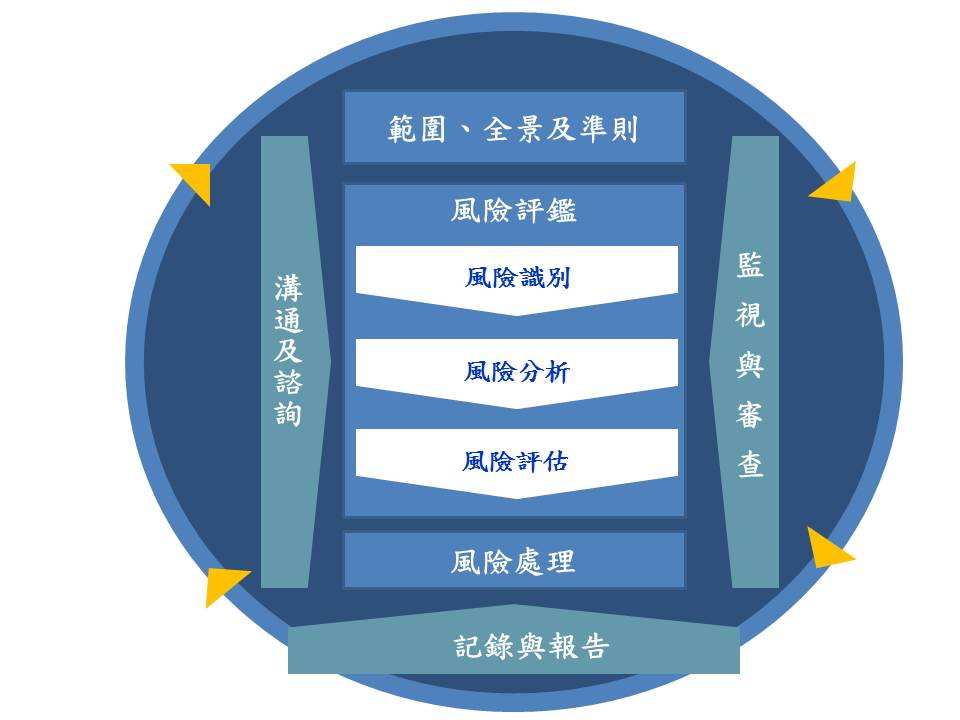 範圍、全景及準則
風險評鑑
風險識別
風險分析
風險評估
風險處理
溝通及諮詢
監視與審查
記錄與報告